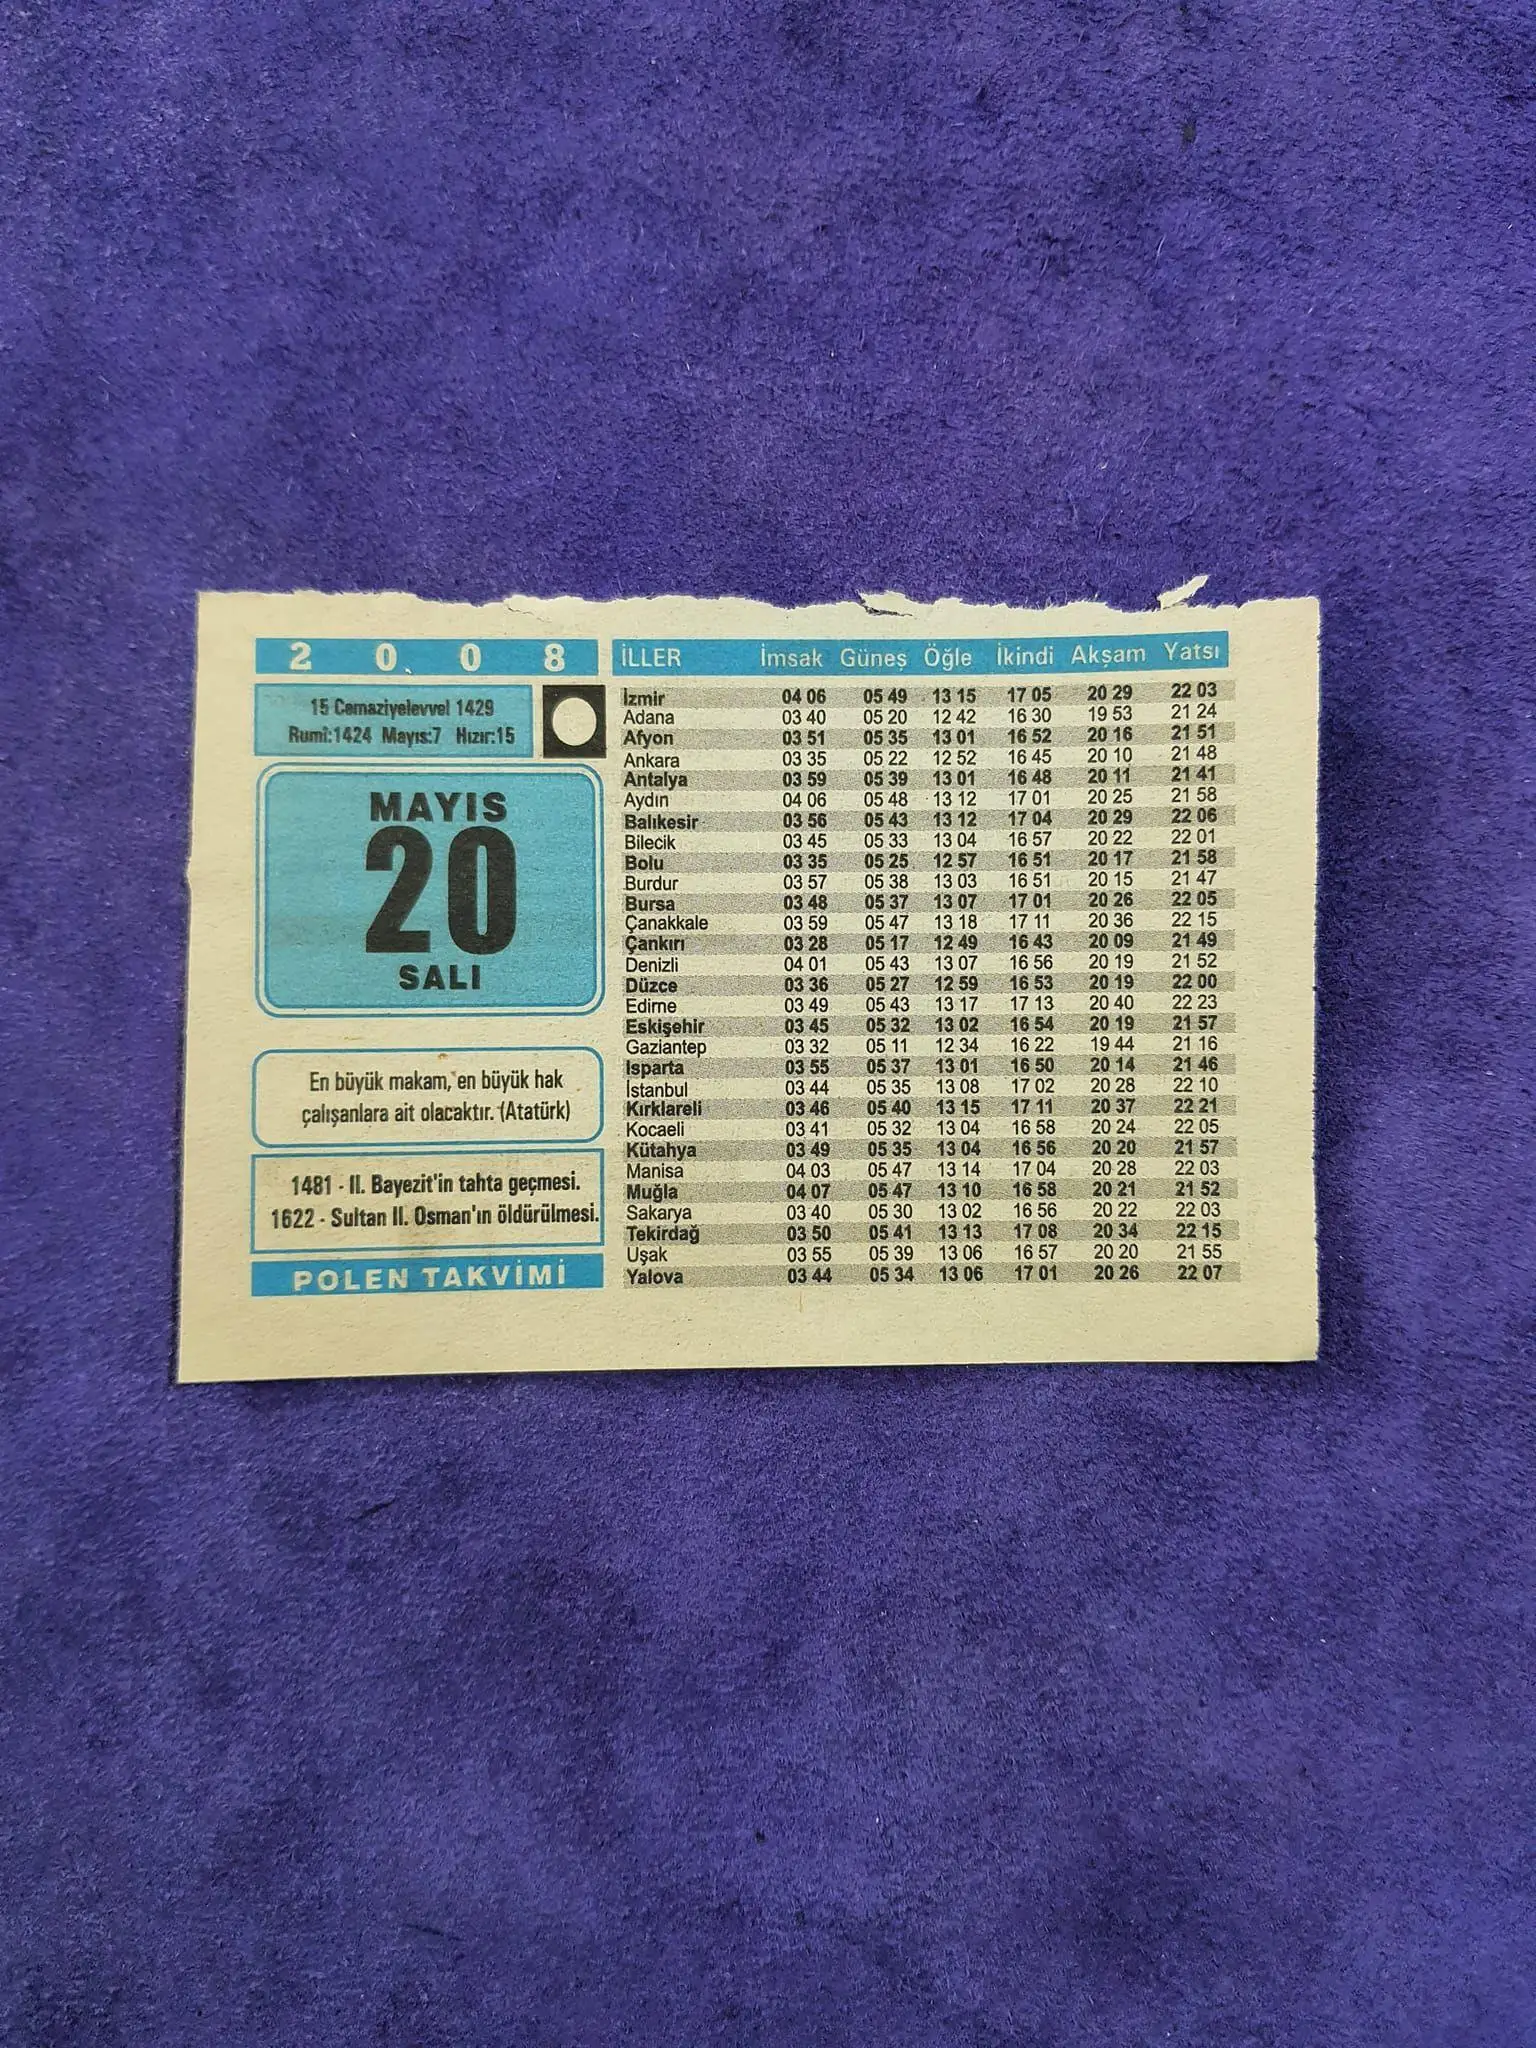 2 0 0 8
15 Cemaziyelevvel 1429
Rumî:1424 Mayıs:7 Hızır:15
MAYIS
20
SALI
En büyük makam, en büyük hak
çalışanlara ait olacaktır. (Atatürk)
1481 - II. Bayezit'in tahta geçmesi.
1622 - Sultan II. Osman'ın öldürülmesi.
POLEN TAKVİMİ
İLLER İmsak Güneş Öğle İkindi Akşam Yatsı
İzmir 04 06 05 49 13 15 17 05 20 29 22 03
Adana 03 40 05 20 12 42 16 30 19 53 21 24
Afyon 03 51 05 35 13 01 16 52 20 16 21 51
Ankara 03 35 05 22 12 52 16 45 20 10 21 48
Antalya 03 59 05 39 13 01 16 48 20 11 21 41
Aydın 04 06 05 48 13 12 17 01 20 25 21 58
Balıkesir 03 56 05 43 13 12 17 04 20 29 22 06
Bilecik 03 45 05 33 13 04 16 57 20 22 22 01
Bolu 03 35 05 25 12 57 16 51 20 17 21 58
Burdur 03 57 05 38 13 03 16 51 20 15 21 47
Bursa 03 48 05 37 13 07 17 01 20 26 22 05
Çanakkale 03 59 05 47 13 18 17 11 20 36 22 15
Çankırı 03 28 05 17 12 49 16 43 20 09 21 49
Denizli 04 01 05 43 13 07 16 56 20 19 21 52
Düzce 03 36 05 27 12 59 16 53 20 19 22 00
Edirne 03 49 05 43 13 17 17 13 20 40 22 23
Eskişehir 03 45 05 32 13 02 16 54 20 19 21 57
Gaziantep 03 32 05 11 12 34 16 22 19 44 21 16
Isparta 03 55 05 37 13 01 16 50 20 14 21 46
İstanbul 03 44 05 35 13 08 17 02 20 28 22 10
Kırklareli 03 46 05 40 13 15 17 11 20 37 22 21
Kocaeli 03 41 05 32 13 04 16 58 20 24 22 05
Kütahya 03 49 05 35 13 04 16 56 20 20 21 57
Manisa 04 03 05 47 13 14 17 04 20 28 22 03
Muğla 04 07 05 47 13 10 16 58 20 21 21 52
Sakarya 03 40 05 30 13 02 16 56 20 22 22 03
Tekirdağ 03 50 05 41 13 13 17 08 20 34 22 15
Uşak 03 55 05 39 13 06 16 57 20 20 21 55
Yalova 03 44 05 34 13 06 17 01 20 26 22 07